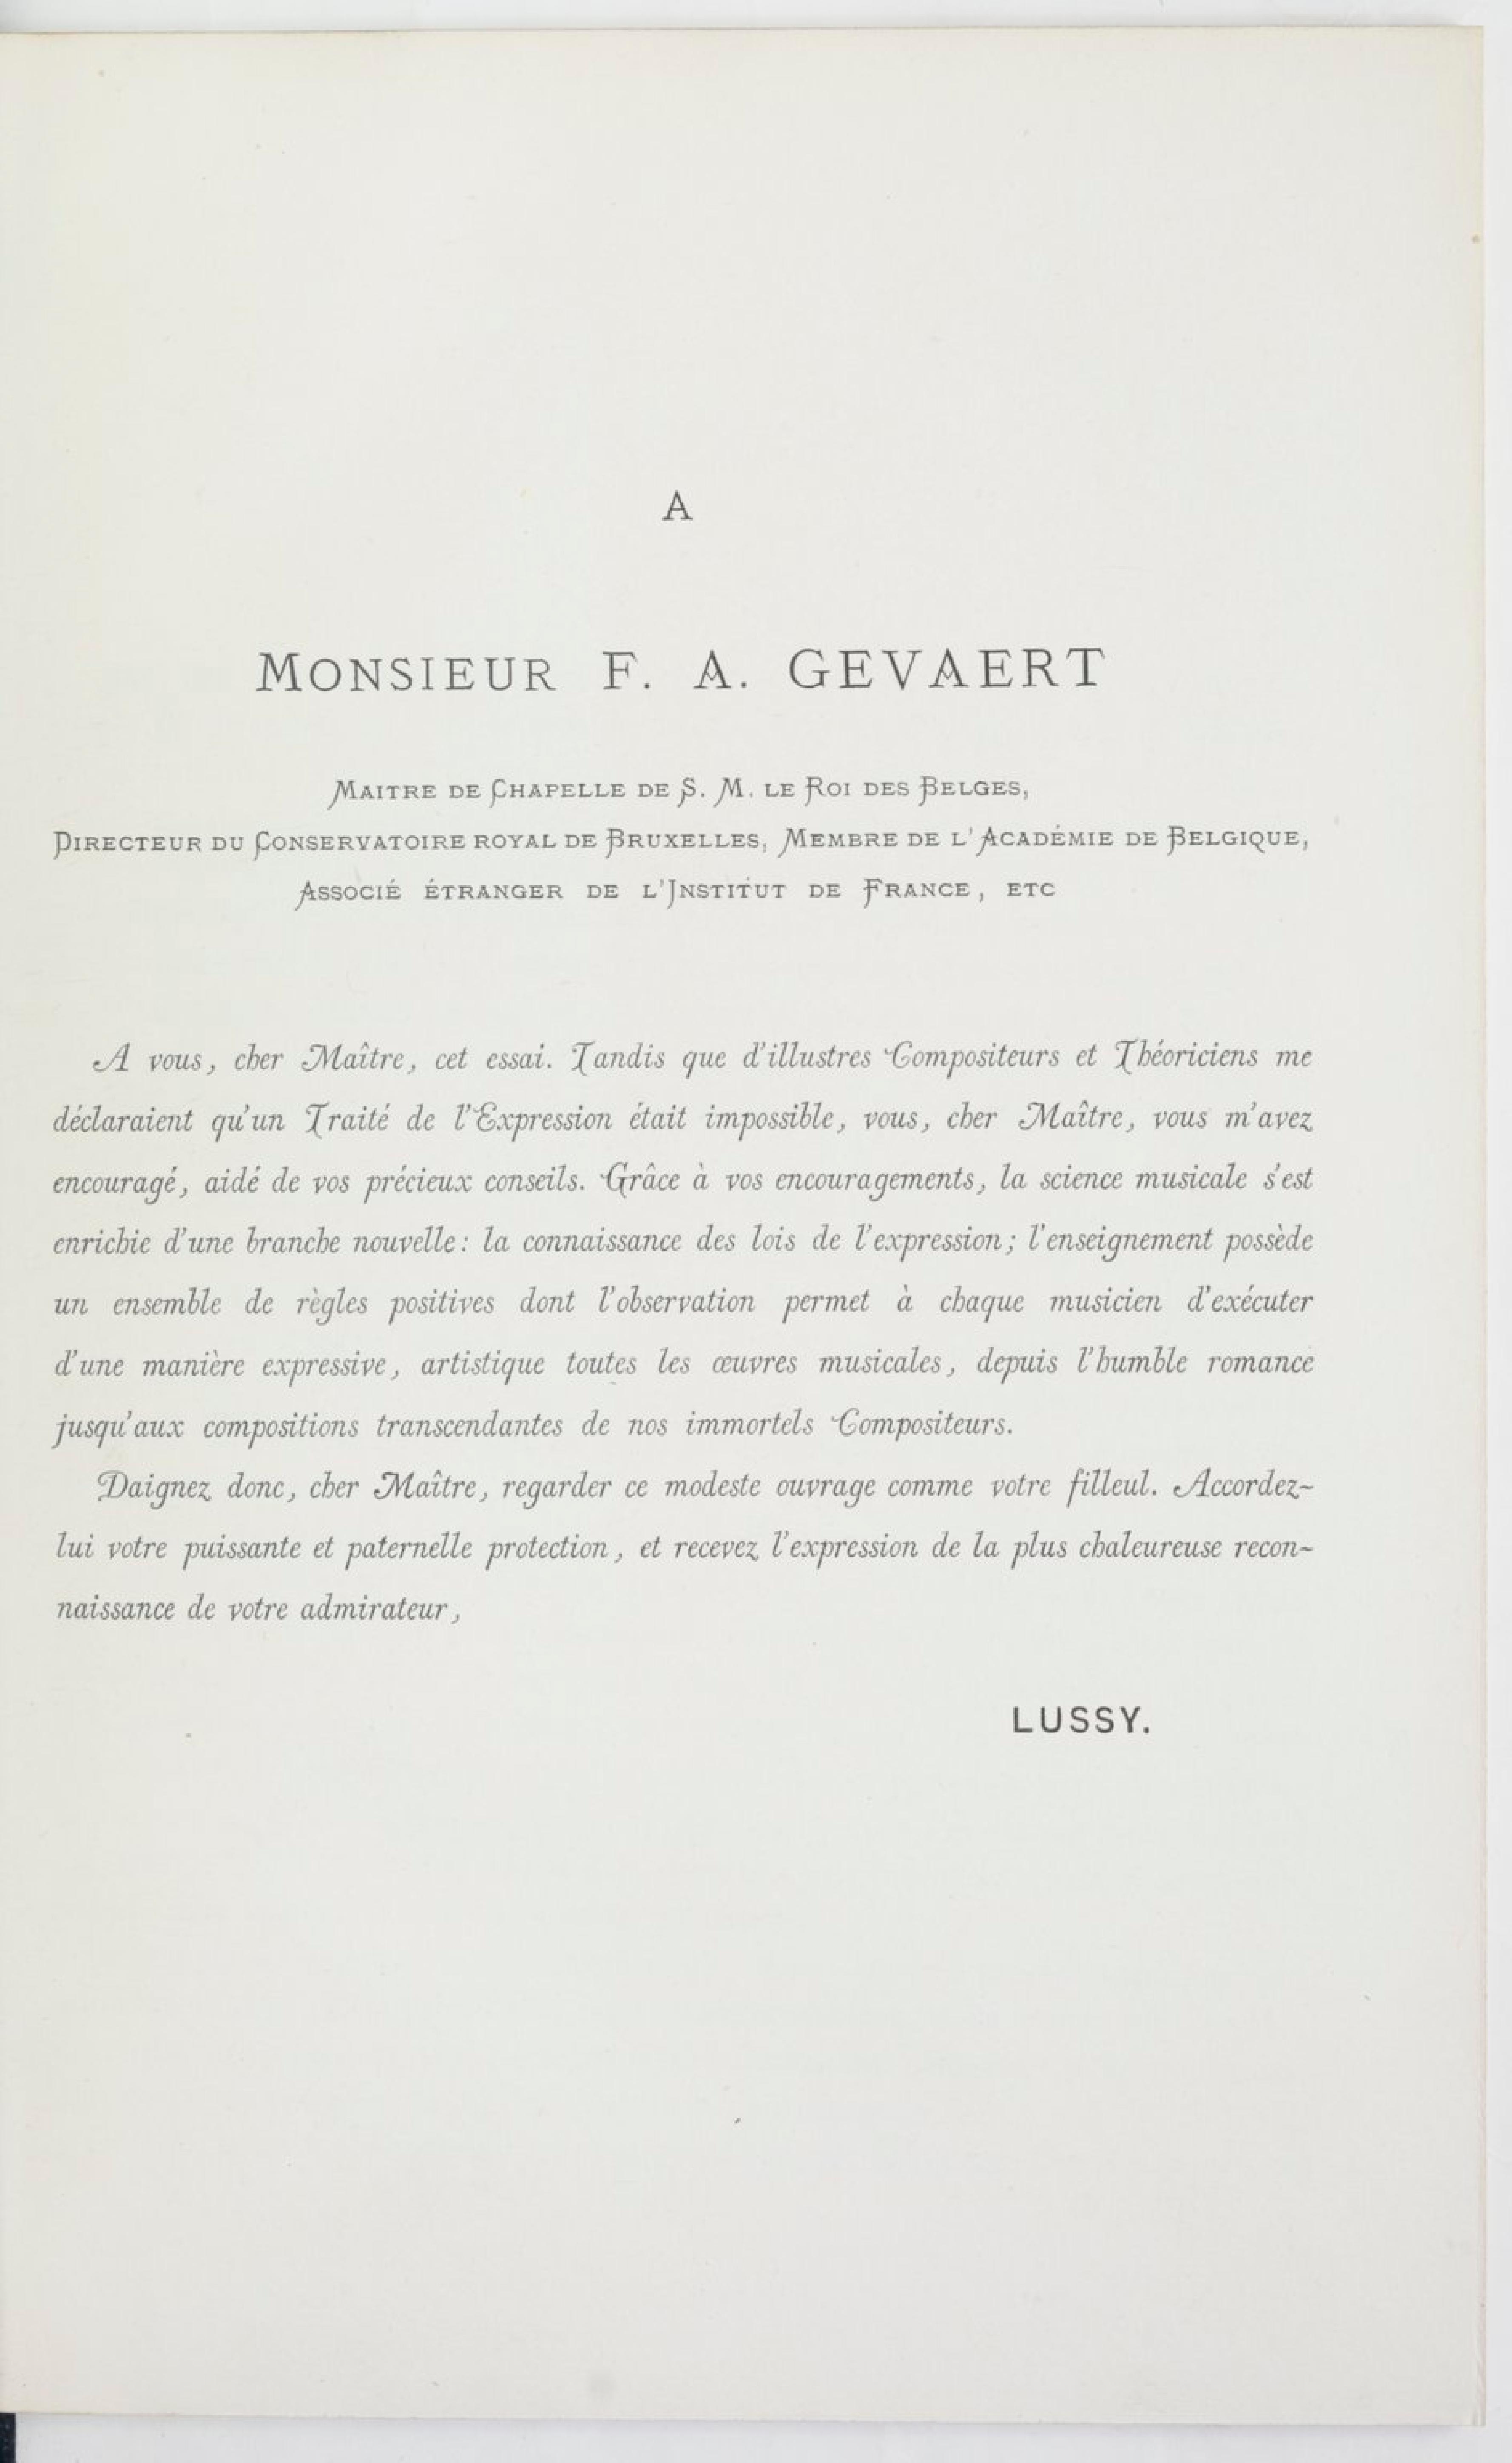 A
MONSIEUR F. A. GEVAERT
MAITRE DE CHAPELLE DE S. M. LE ROI DES BELGES,
DIRECTEUR DU CONSERVATOIRE ROYAL DE BRUXELLES, MEMBRE DE L'ACADÉMIE DE BELGIQUE,
ASSOCIÉ ÉTRANGER DE L'INSTITUT DE FRANCE, ETC
A vous, cher Maître, cet essai. Tandis que d'illustres Compositeurs et Théoriciens me
déclaraient qu'un Traité de l'Expression était impossible, vous, cher Maître, vous m'avez
encouragé, aidé de vos précieux conseils. Grâce à vos encouragements, la science musicale s'est
enrichie d'une branche nouvelle: la connaissance des lois de l'expression; l'enseignement possède
un ensemble de règles positives dont l'observation permet à chaque musicien d'exécuter
d'une manière expressive, artistique toutes les œuvres musicales, depuis l'humble romance
jusqu'aux compositions transcendantes de nos immortels Compositeurs.
Daignez donc, cher Maître, regarder ce modeste ouvrage comme votre filleul. Accordez-
lui votre puissante et paternelle protection, et recevez l'expression de la plus chaleureuse recon-
naissance de votre admirateur,
LUSSY.